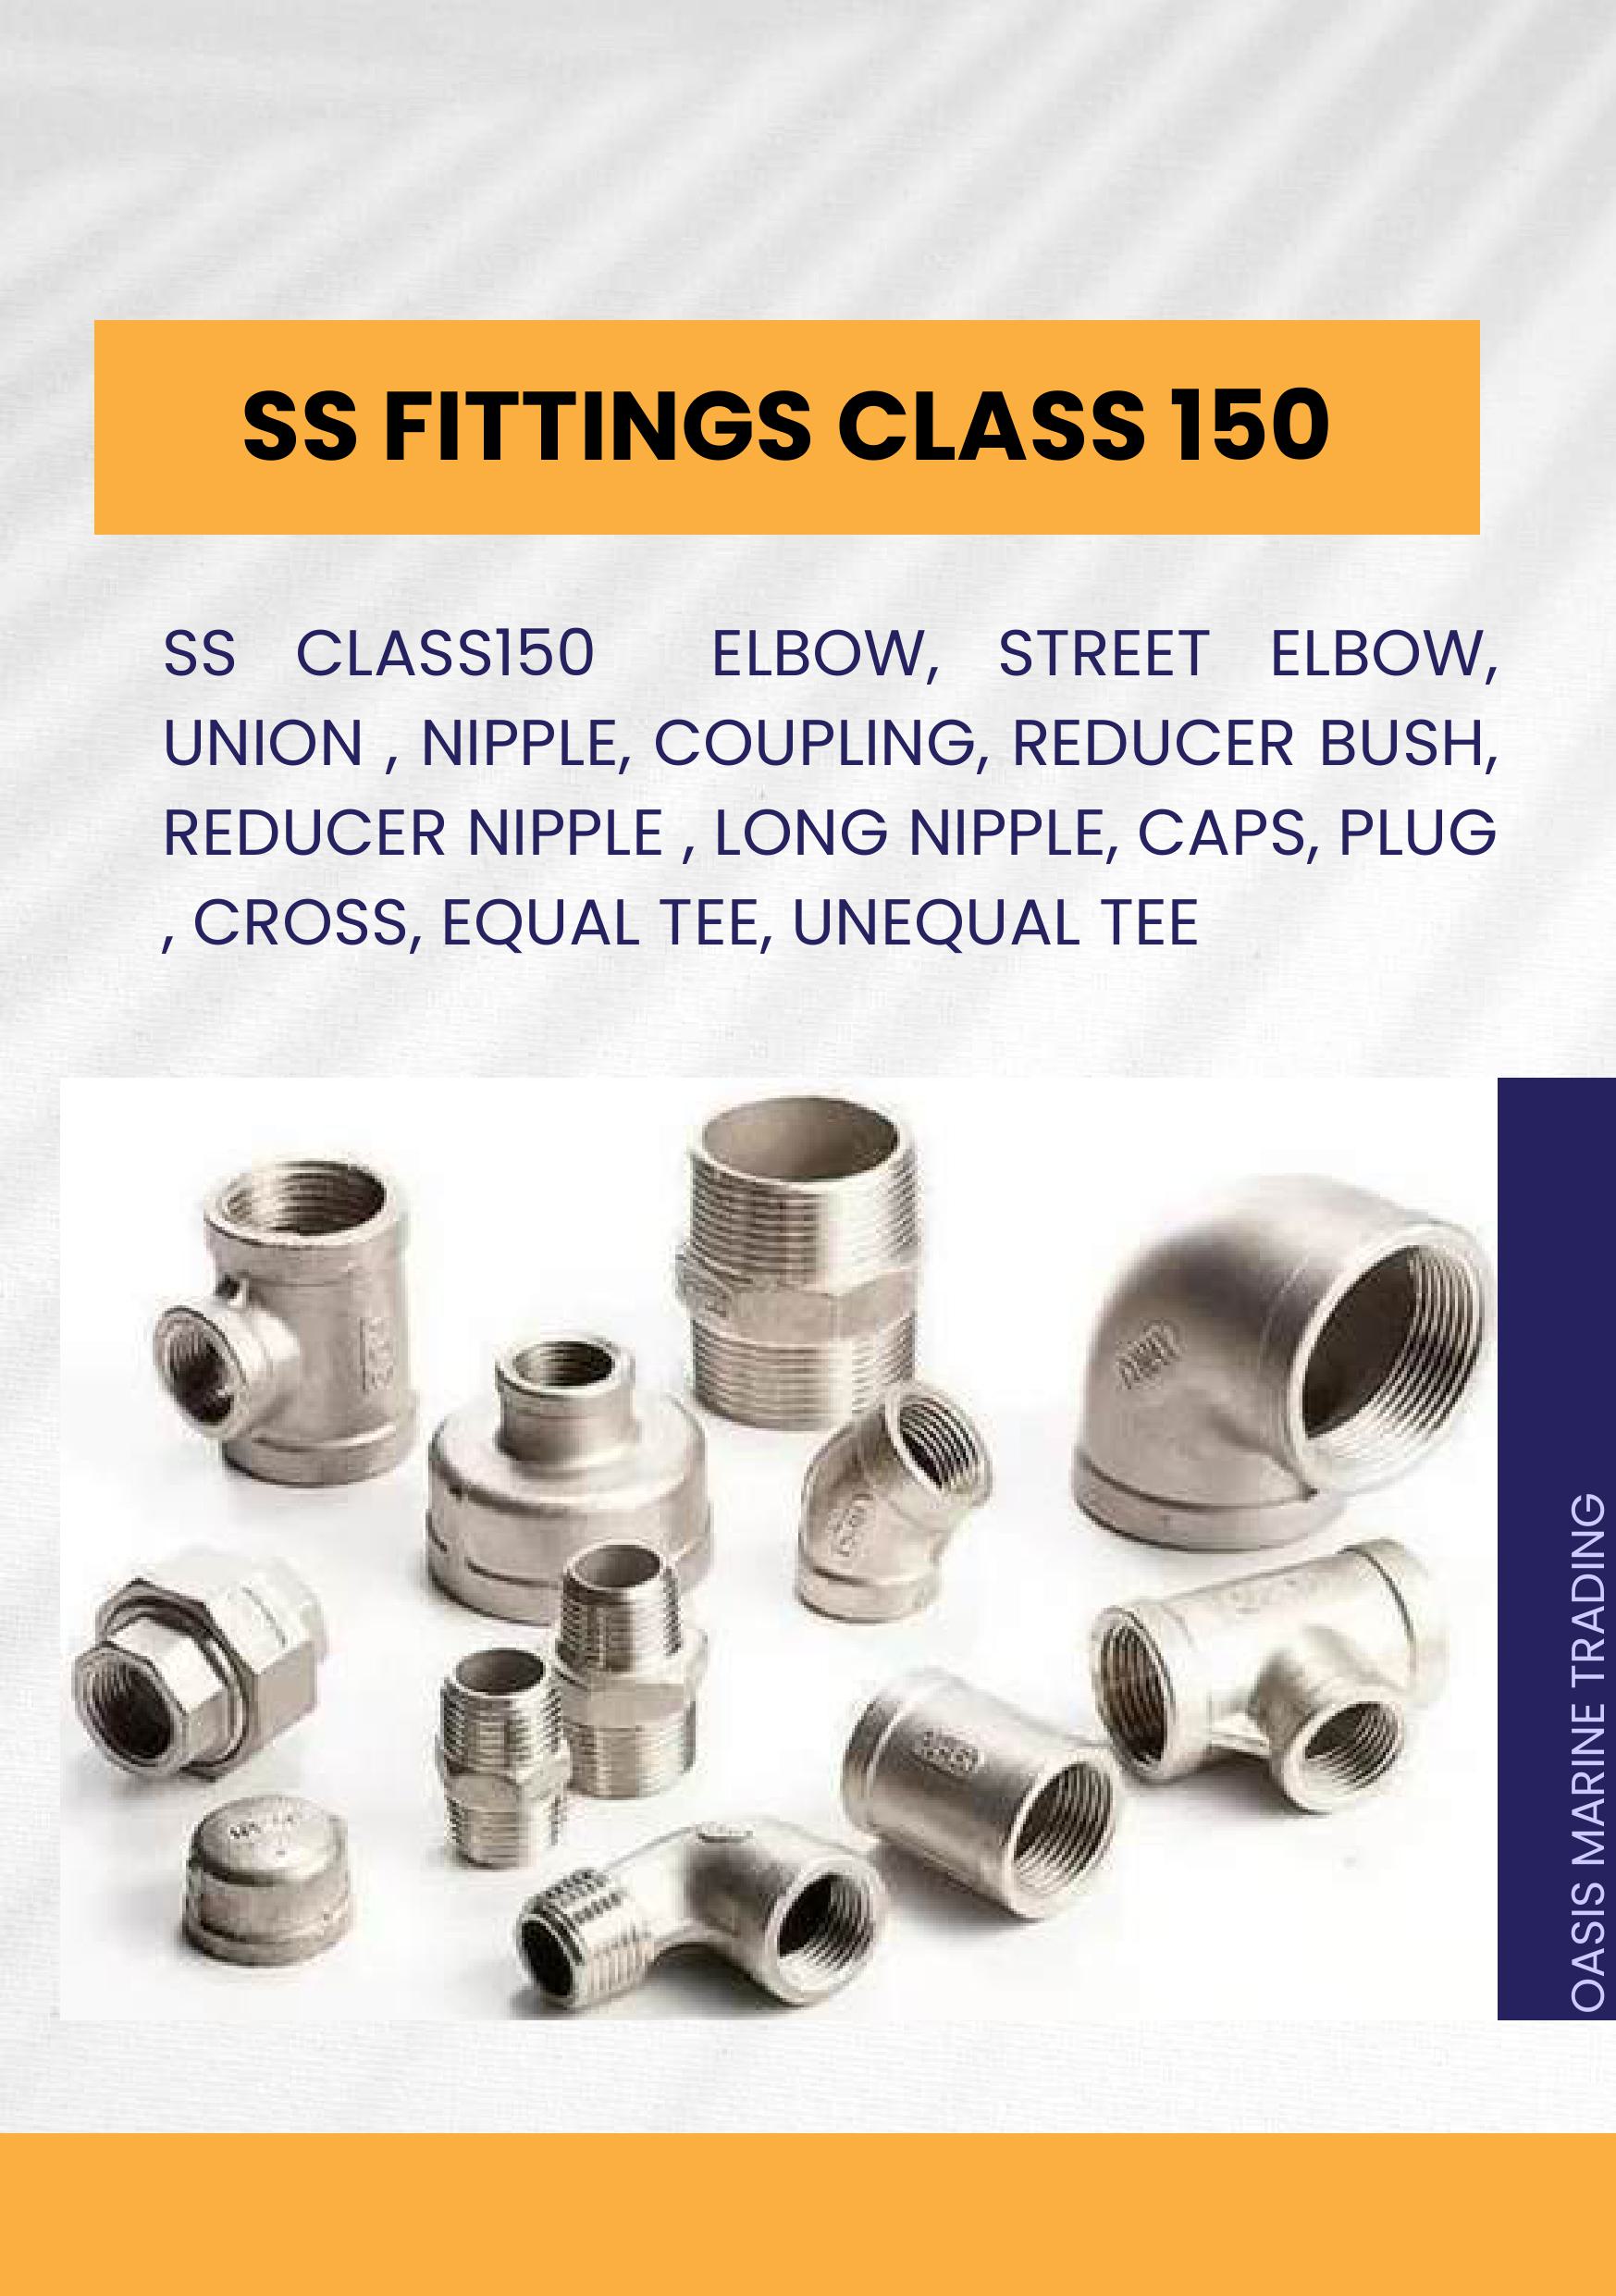 SS FITTINGS CLASS 150
SS CLASS150 ELBOW, STREET ELBOW,
UNION , NIPPLE, COUPLING, REDUCER BUSH,
REDUCER NIPPLE , LONG NIPPLE, CAPS, PLUG
, CROSS, EQUAL TEE, UNEQUAL TEE
OASIS MARINE TRADING